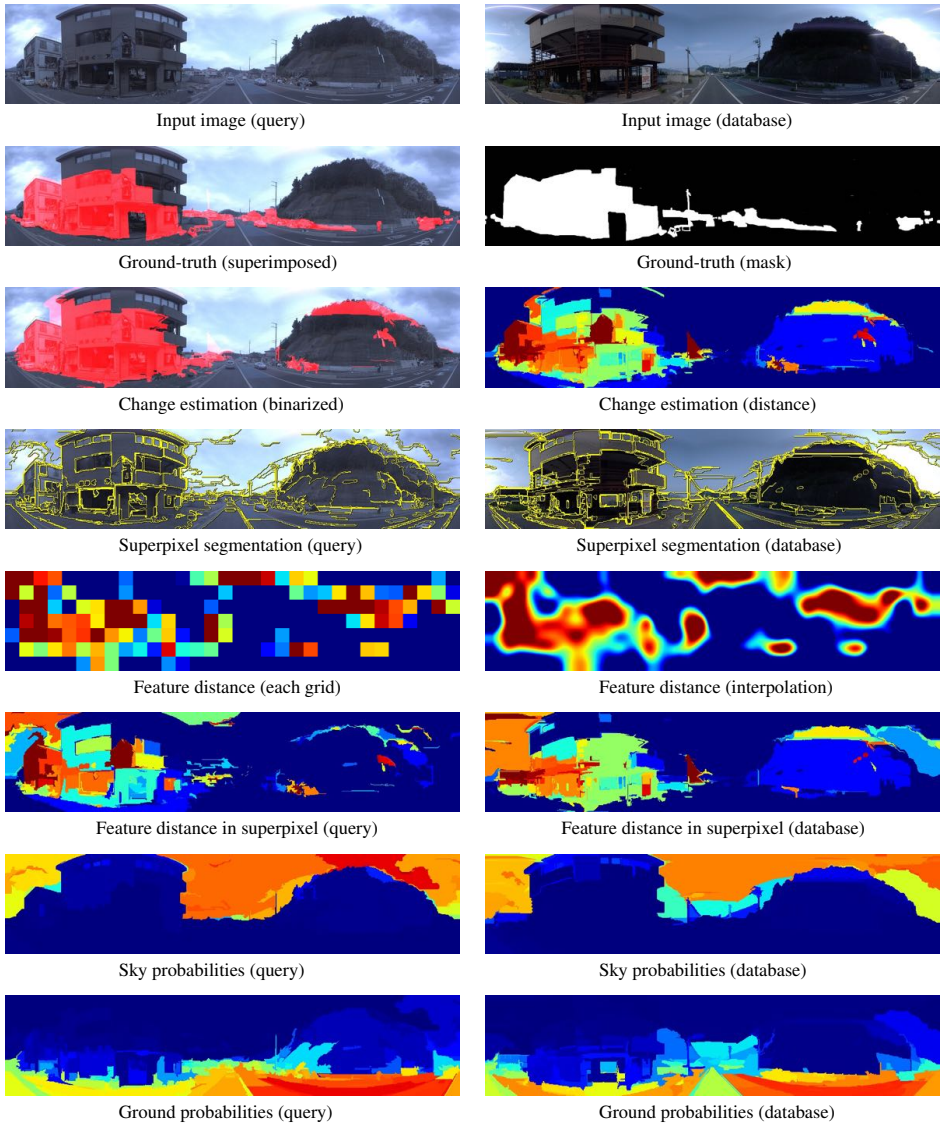 Input image (query)
Input image (database)
Ground-truth (superimposed)
Ground-truth (mask)
Change estimation (binarized)
Change estimation (distance)
Superpixel segmentation (query)
Superpixel segmentation (database)
Feature distance (each grid)
Feature distance (interpolation)
Feature distance in superpixel (query)
Feature distance in superpixel (database)
Sky probabilities (query)
Sky probabilities (database)
Ground probabilities (query)
Ground probabilities (database)